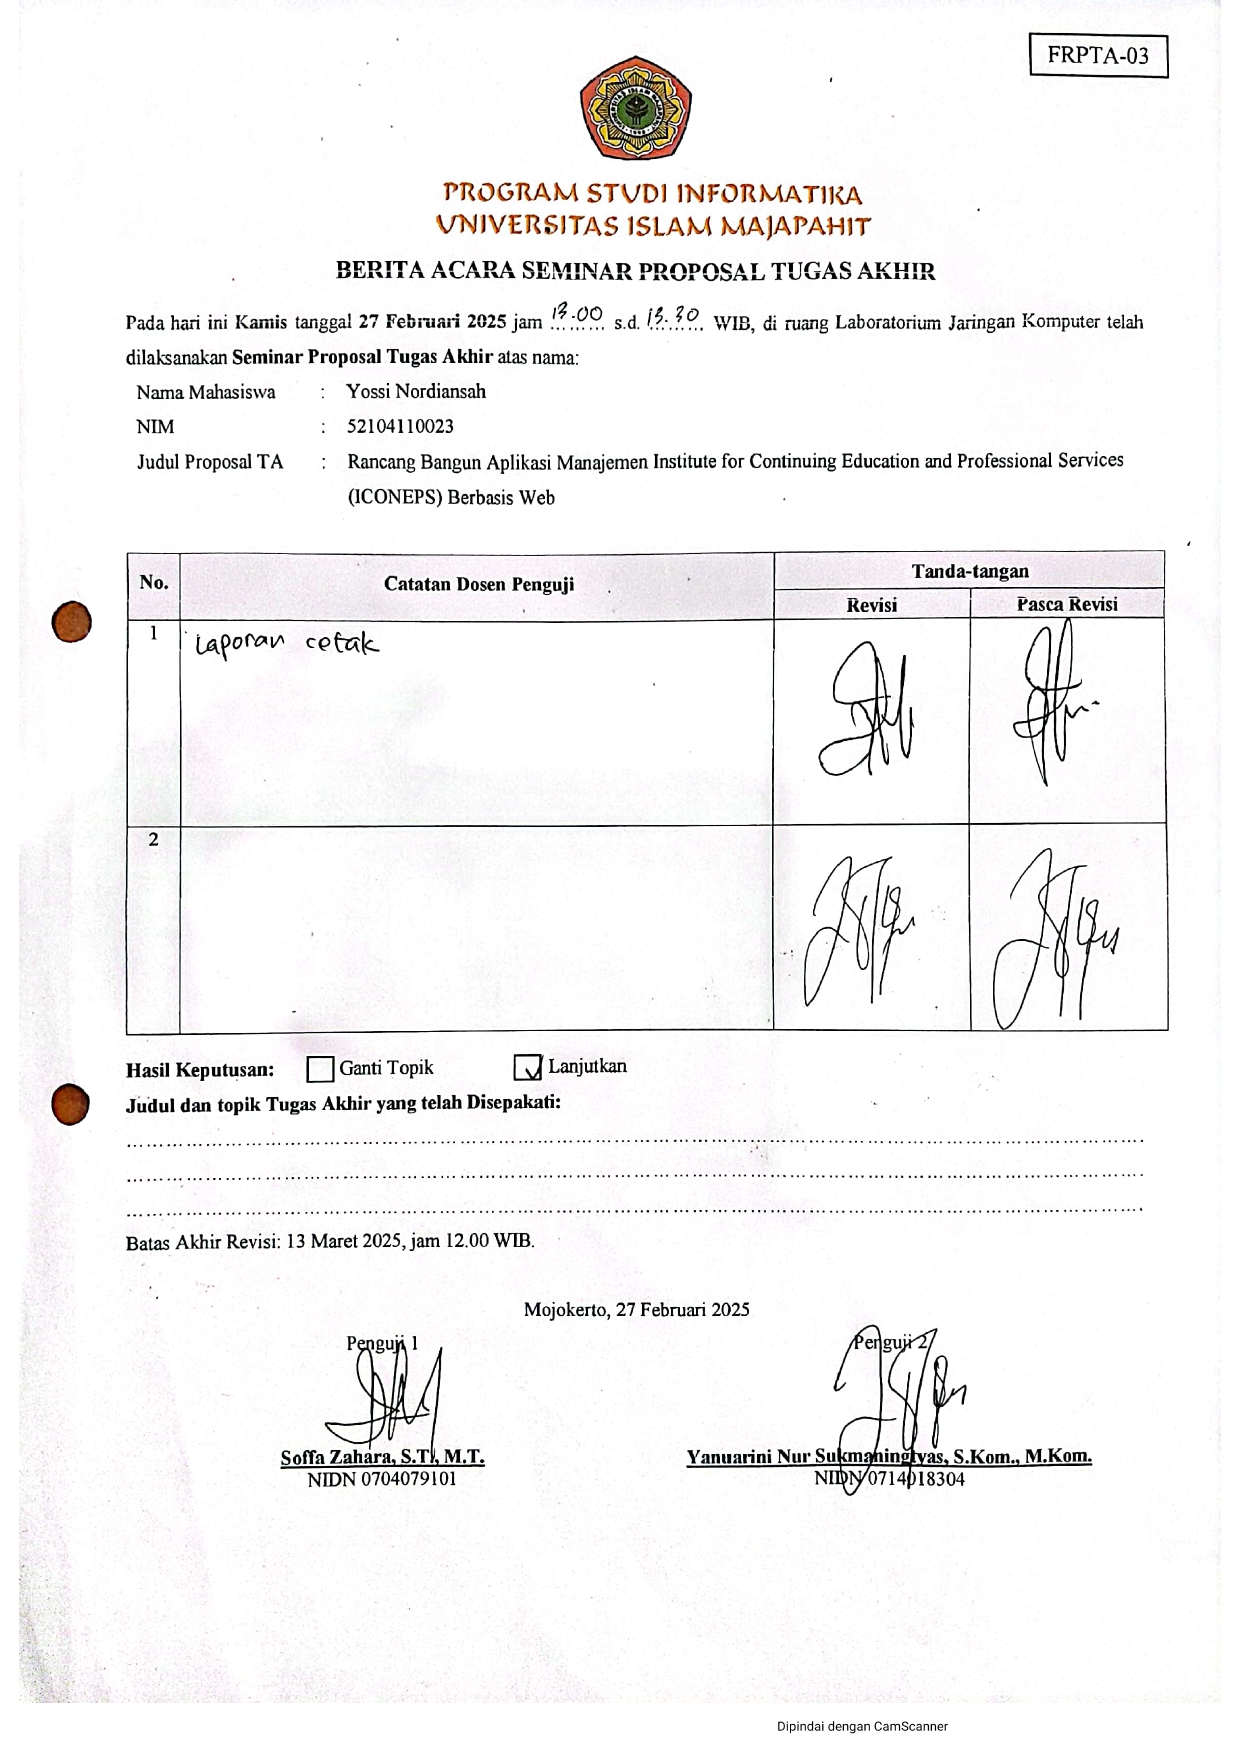 FRPTA-03
PROGRAM STUDI INFORMATIKA
UNIVERSITAS ISLAM MAJAPAHIT
BERITA ACARA SEMINAR PROPOSAL TUGAS AKHIR
Pada hari ini Kamis tanggal 27 Februari 2025 jam 13.00 s.d. 13.30 WIB, di ruang Laboratorium Jaringan Komputer telah
dilaksanakan Seminar Proposal Tugas Akhir atas nama:
Nama Mahasiswa : Yossi Nordiansah
NIM : 52104110023
Judul Proposal TA : Rancang Bangun Aplikasi Manajemen Institute for Continuing Education and Professional Services
(ICONEPS) Berbasis Web
No. Catatan Dosen Penguji Tanda-tangan
Revisi Pasca Revisi
1 Laporan cetak
2
Hasil Keputusan: Ganti Topik Lanjutkan
Judul dan topik Tugas Akhir yang telah Disepakati:
Batas Akhir Revisi: 13 Maret 2025, jam 12.00 WIB.
Mojokerto, 27 Februari 2025
Penguji 1 Penguji 2
Soffa Zahara, S.T., M.T. Yanuarini Nur Sukmaningtyas, S.Kom., M.Kom.
NIDN 0704079101 NIDN 0714018304
Dipindai dengan CamScanner